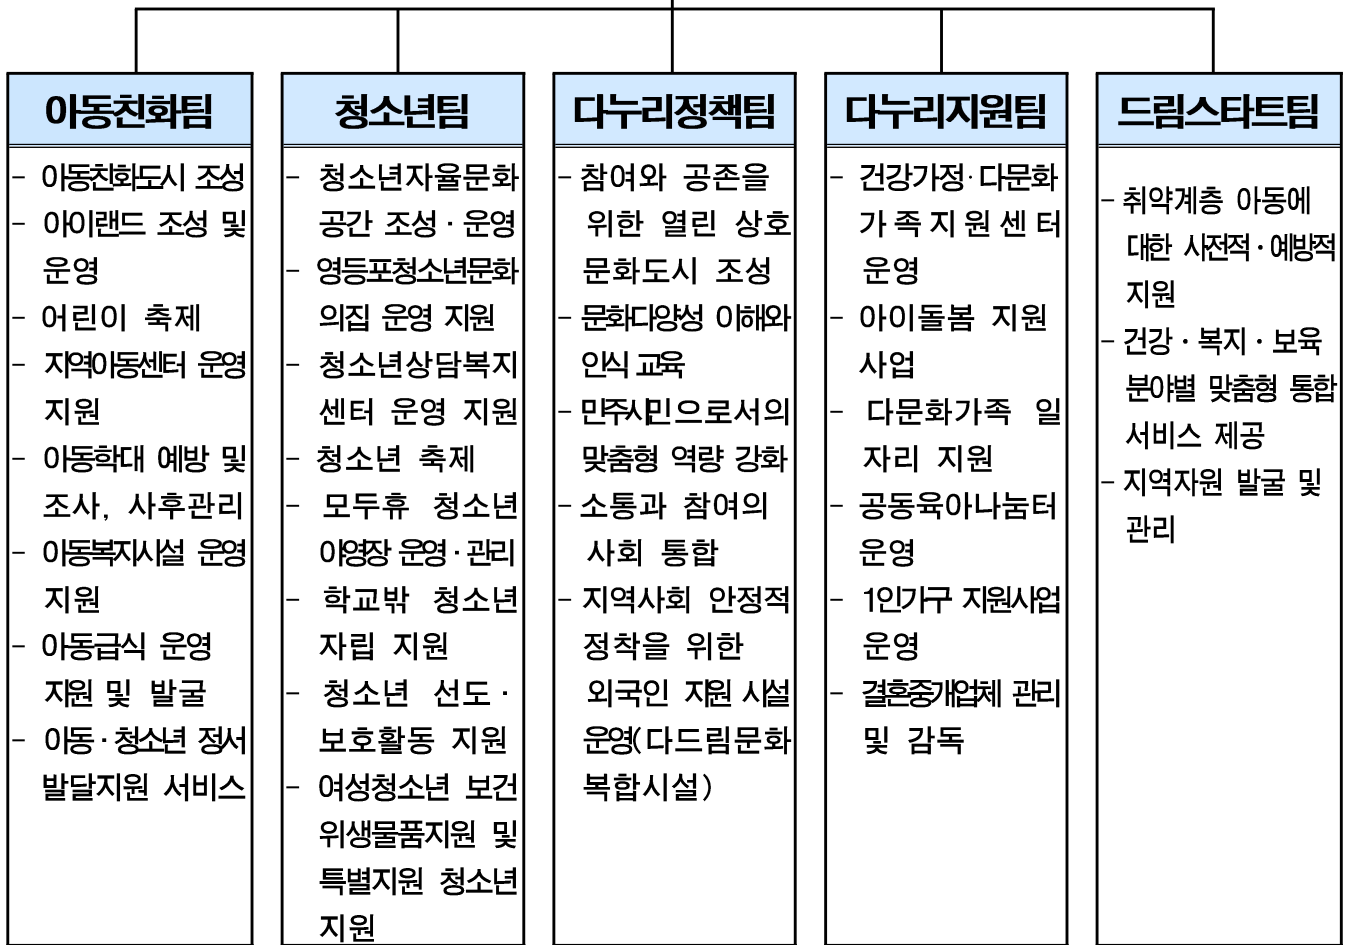 아동친화팀
- 아동친화도시 조성
- 아이랜드 조성 및
운영
- 어린이 축제
- 지역아동센터 운영
지원
- 아동학대 예방 및
조사, 사후관리
- 아동복지시설 운영
지원
- 아동급식 운영
지원 및 발굴
- 아동·청소년 정서
발달지원 서비스
청소년팀
- 청소년자율문화
공간 조성·운영
- 영등포청소년문화
의집 운영 지원
- 청소년상담복지
센터 운영 지원
- 청소년 축제
- 모두휴 청소년
야영장 운영·관리
- 학교밖 청소년
자립 지원
- 청소년 선도·
보호활동 지원
- 여성청소년 보건
위생물품지원 및
특별지원 청소년
지원
다누리정책팀
- 참여와 공존을
위한 열린 상호
문화도시 조성
- 문화다양성 이해와
인식 교육
- 민주시민으로서의
맞춤형 역량 강화
- 소통과 참여의
사회 통합
- 지역사회 안정적
정착을 위한
외국인 지원 시설
운영(다드림문화
복합시설)
다누리지원팀
- 건강가정·다문화
가족지원센터
운영
- 아이돌봄 지원
사업
- 다문화가족 일
자리 지원
- 공동육아나눔터
운영
- 1인가구 지원사업
운영
- 결혼중개업체 관리
및 감독
드림스타트팀
- 취약계층 아동에
대한 사전적·예방적
지원
- 건강·복지·보육
분야별 맞춤형 통합
서비스 제공
- 지역자원 발굴 및
관리